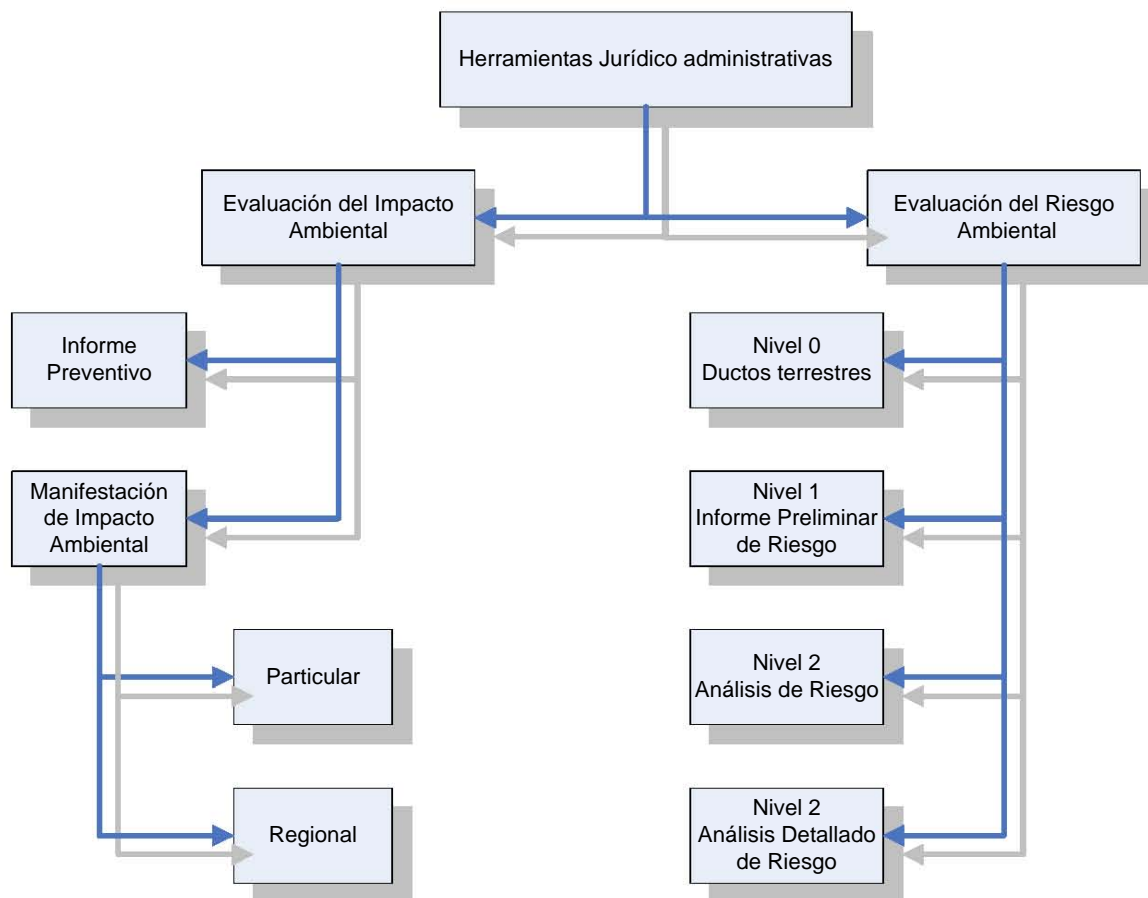 Herramientas Jurídico administrativas
Evaluación del Impacto
Ambiental
Evaluación del Riesgo
Ambiental
Informe
Preventivo
Nivel 0
Ductos terrestres
Manifestación
de Impacto
Ambiental
Nivel 1
Informe Preliminar
de Riesgo
Particular
Nivel 2
Análisis de Riesgo
Regional
Nivel 2
Análisis Detallado
de Riesgo